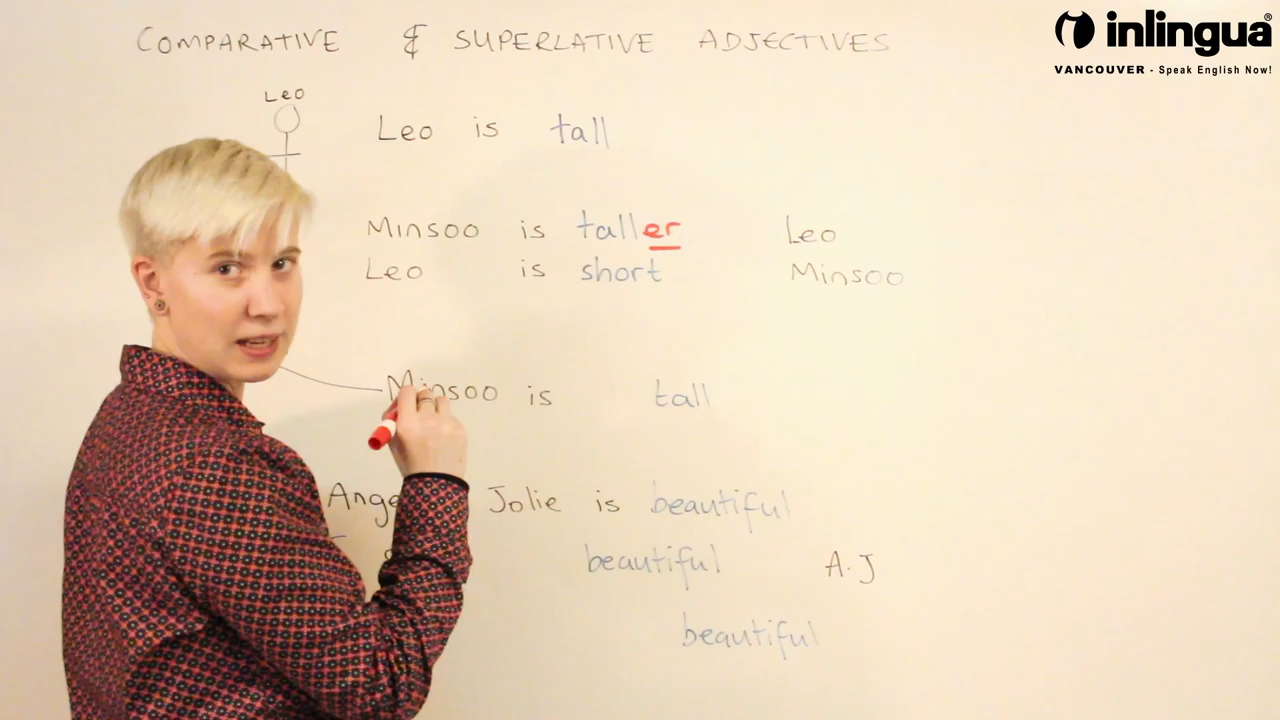 COMPARATIVE & SUPERLATIVE ADJECTIVES
inlingua®
VANCOUVER - Speak English Now!
Leo
Leo is tall
Minsoo is taller Leo
Leo is short Minsoo
Minsoo is tall
Jolie is beautiful
beautiful A.J
beautiful